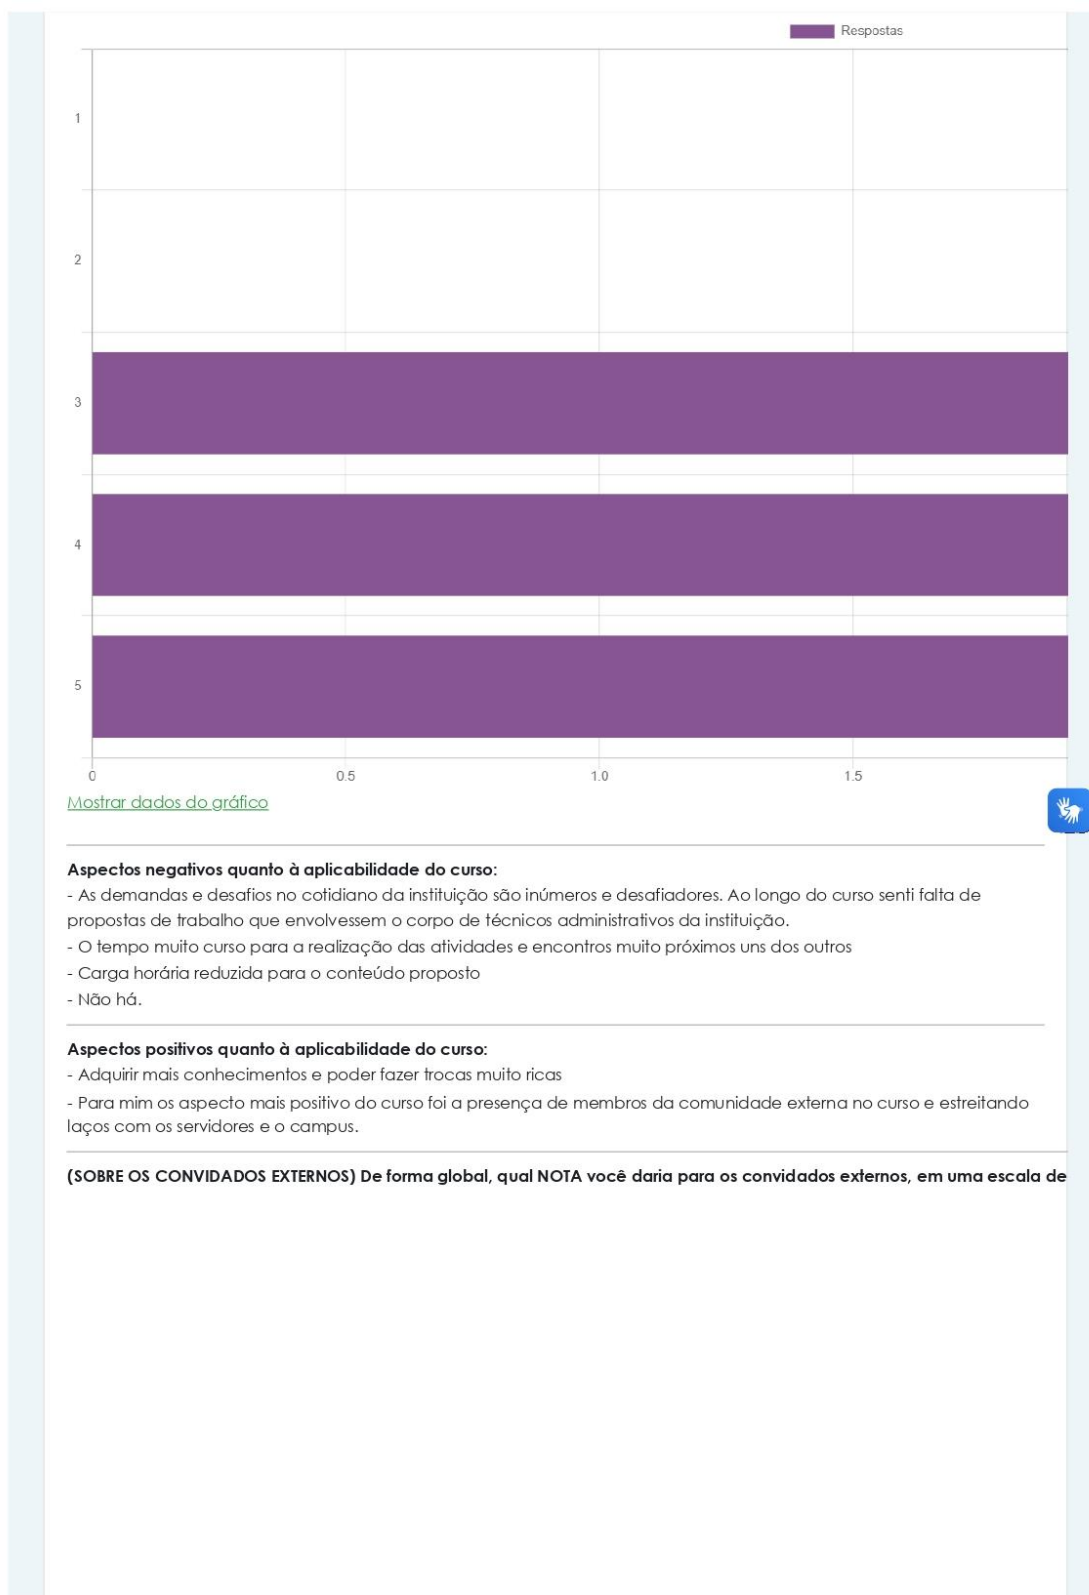 Respostas
1
2
3
4
5
0 0.5 1.0 1.5
Mostrar dados do gráfico
Aspectos negativos quanto à aplicabilidade do curso:
- As demandas e desafios no cotidiano da instituição são inúmeros e desafiadores. Ao longo do curso senti falta de
propostas de trabalho que envolvessem o corpo de técnicos administrativos da instituição.
- O tempo muito curso para a realização das atividades e encontros muito próximos uns dos outros
- Carga horária reduzida para o conteúdo proposto
- Não há.
Aspectos positivos quanto à aplicabilidade do curso:
- Adquirir mais conhecimentos e poder fazer trocas muito ricas
- Para mim os aspecto mais positivo do curso foi a presença de membros da comunidade externa no curso e estreitando
laços com os servidores e o campus.
(SOBRE OS CONVIDADOS EXTERNOS) De forma global, qual NOTA você daria para os convidados externos, em uma escala de